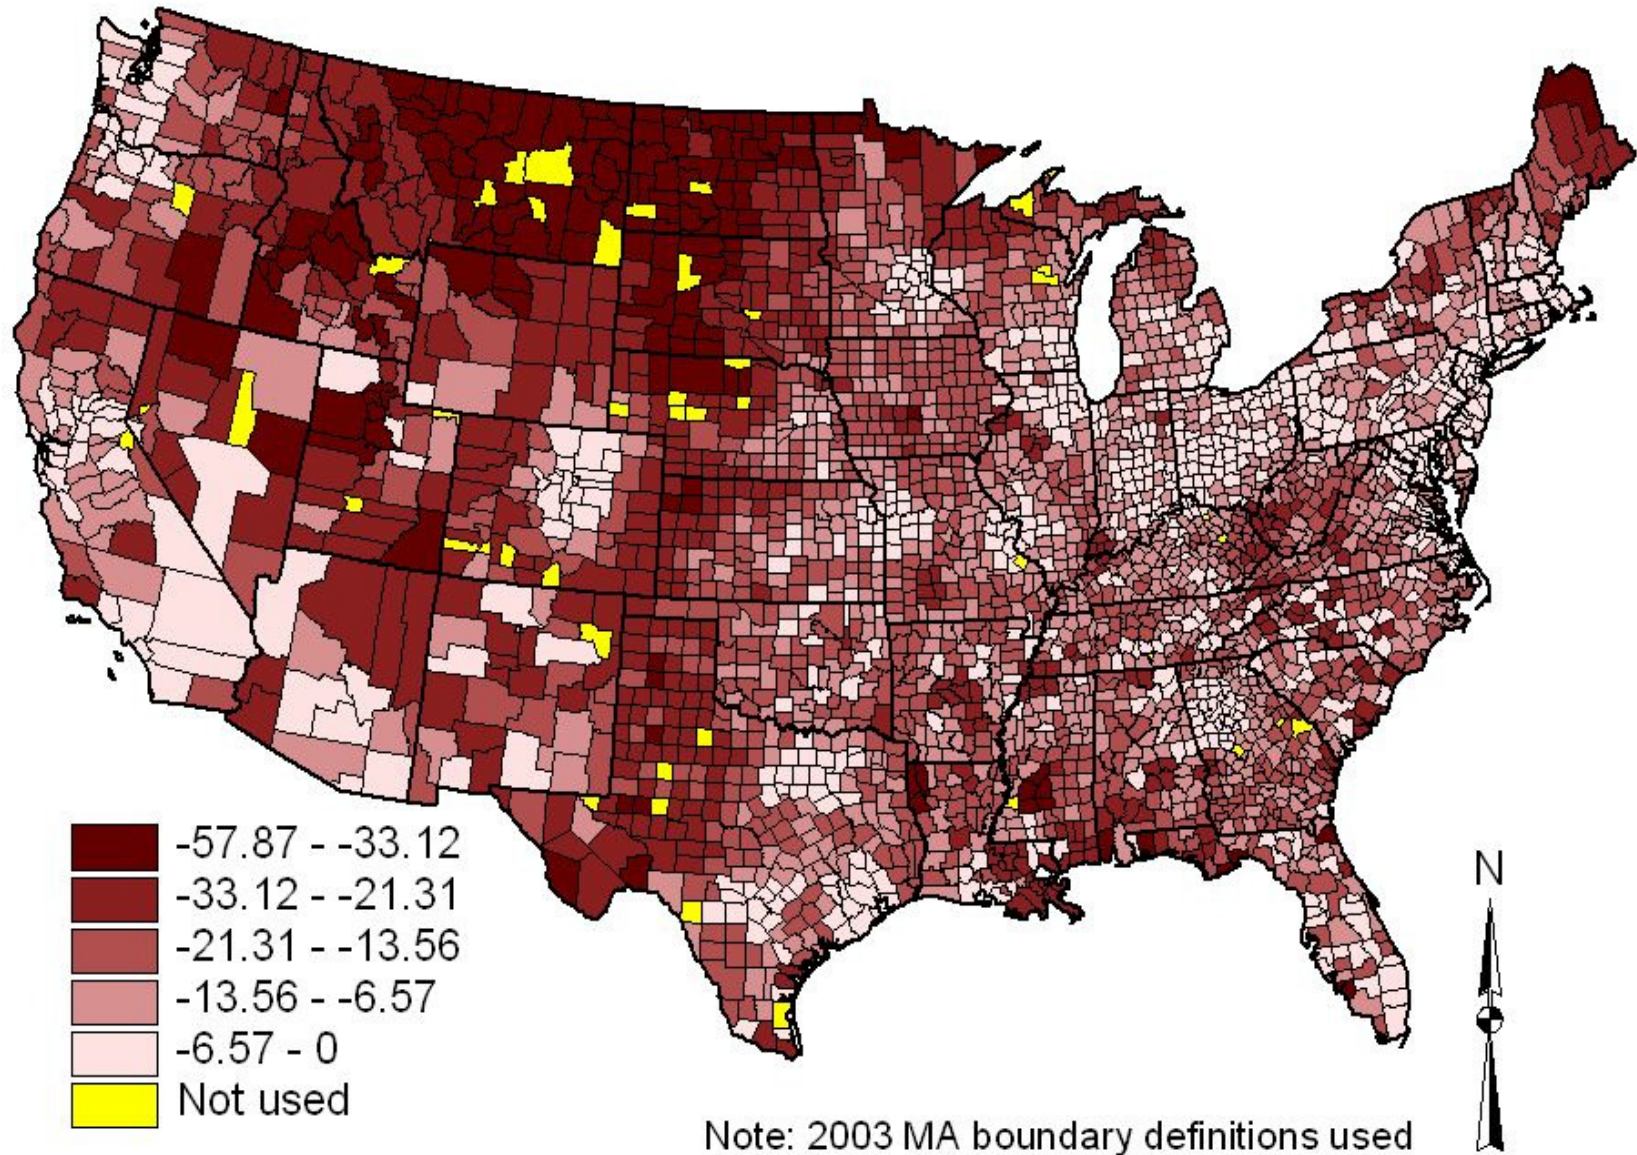 -57.87 - -33.12
-33.12 - -21.31
-21.31 - -13.56
-13.56 - -6.57
-6.57 - 0
Not used
N
Note: 2003 MA boundary definitions used